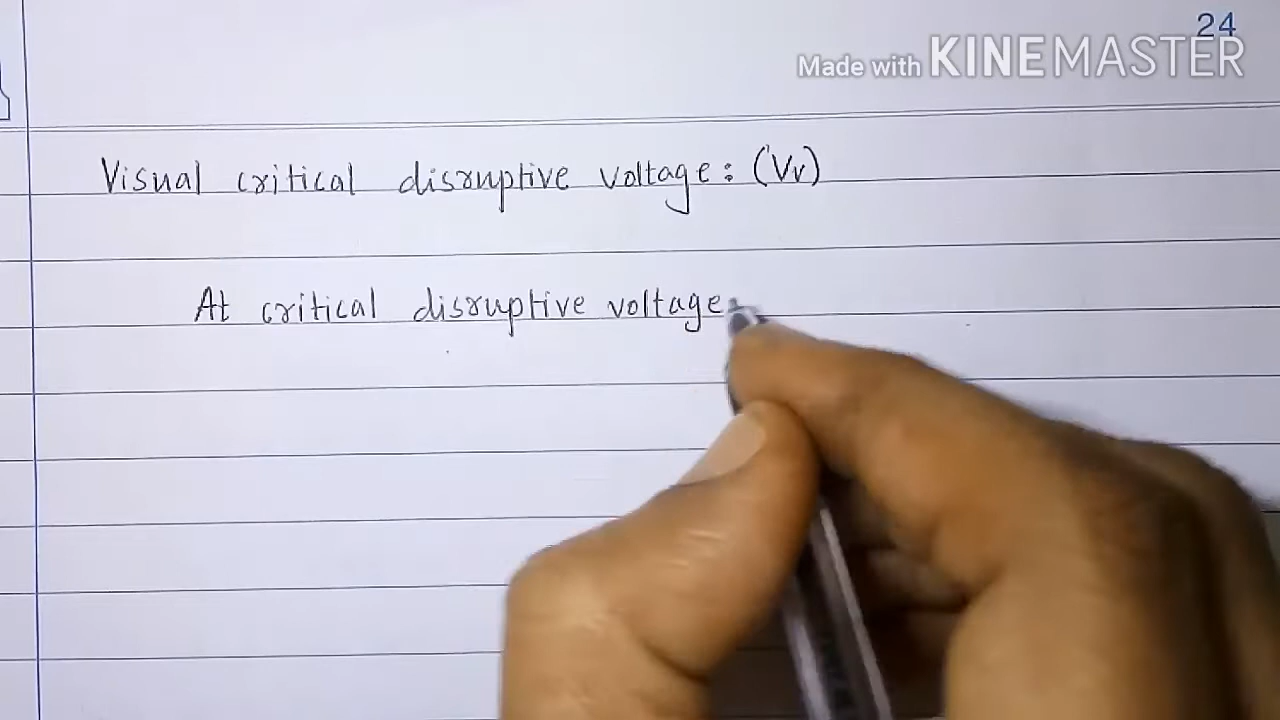 24
Made with KINEMASTER
Visual critical disruptive voltage: (Vv)
At critical disruptive voltage